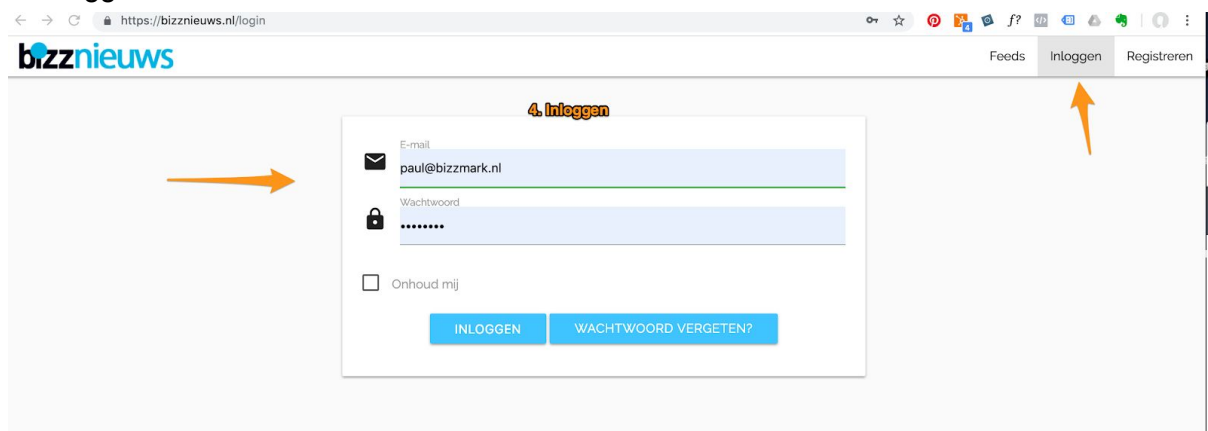 https://bizznieuws.nl/login
f?
4
bizznieuws
Feeds Inloggen Registreren
4. Inloggen
E-mail
paul@bizzmark.nl
Wachtwoord
••••••••
Onhoud mij
INLOGGEN WACHTWOORD VERGETEN?